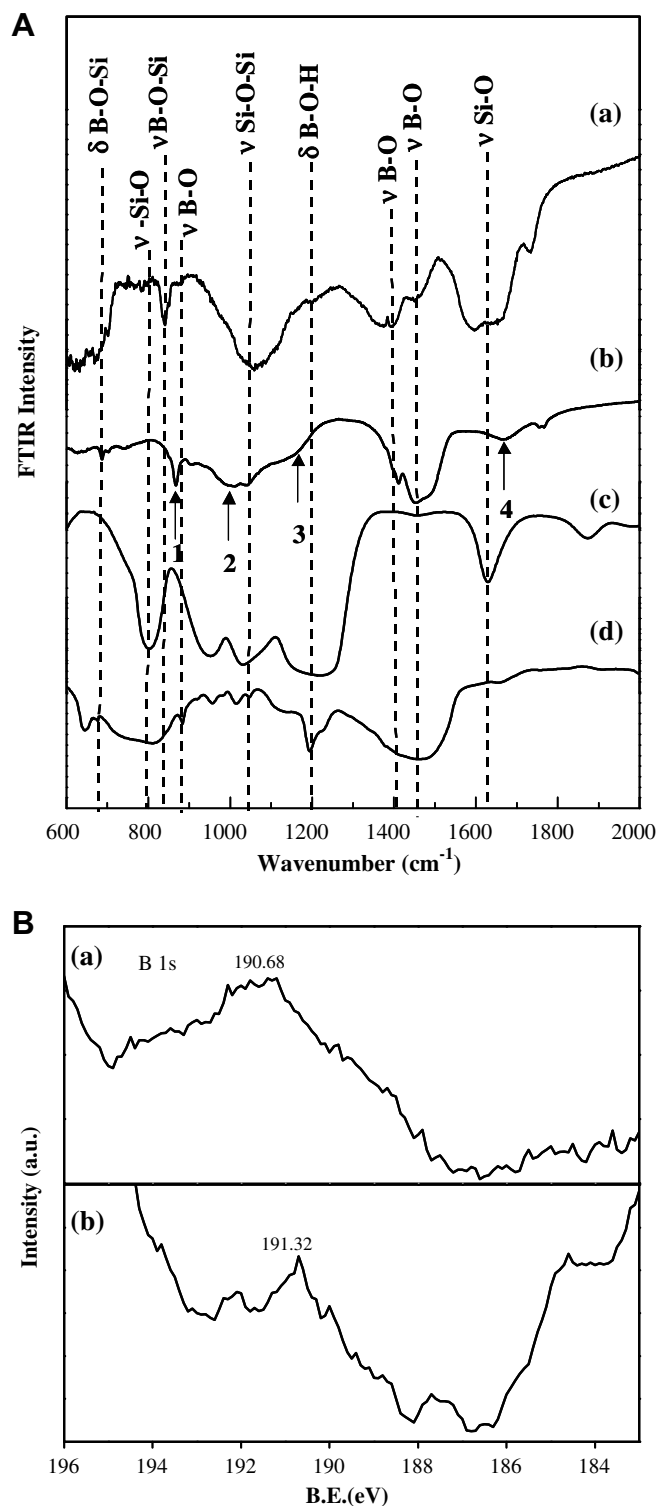 A
δ B-O-Si
ν -Si-O
νB-O-Si
ν B-O
ν Si-O-Si
δ B-O-H
ν B-O
ν B-O
ν Si-O
(a)
(b)
(c)
(d)
1
2
3
4
FTIR Intensity
600 800 1000 1200 1400 1600 1800 2000
Wavenumber (cm⁻¹)
B
(a)
B 1s
190.68
(b)
191.32
Intensity (a.u.)
196 194 192 190 188 186 184
B.E.(eV)